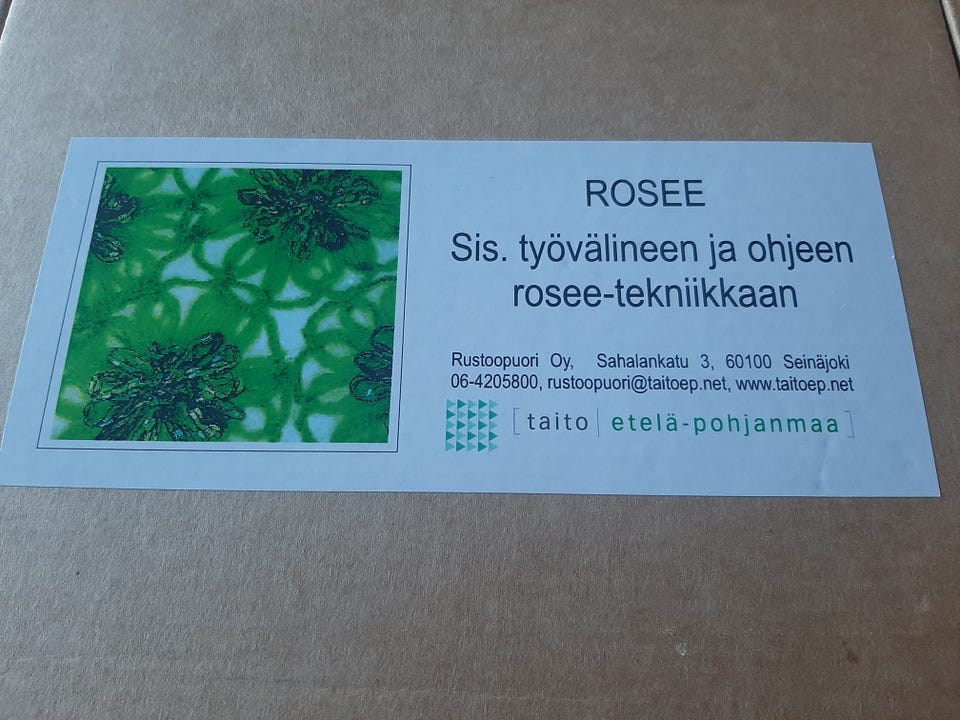 ROSEE
Sis. työvälineen ja ohjeen
rosee-tekniikkaan
Rustoopuori Oy, Sahalankatu 3, 60100 Seinäjoki
06-4205800, rustoopuori@taitoep.net, www.taitoep.net
[taito| etelä-pohjanmaa]